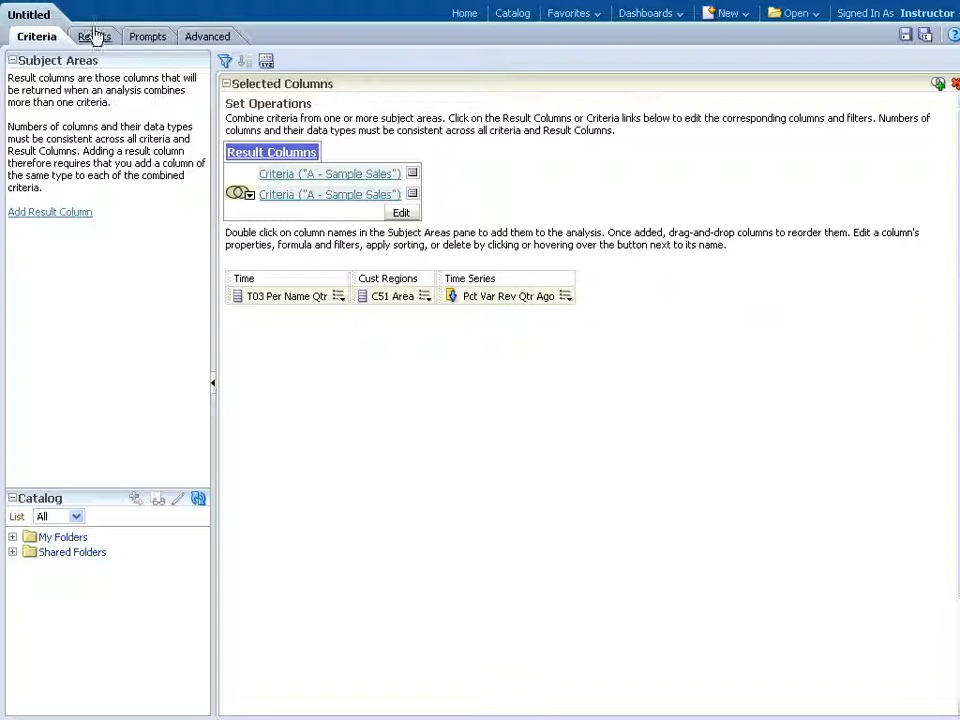 Untitled
Home Catalog Favorites Dashboards New Open Signed In As Instructor
Criteria Results Prompts Advanced
Subject Areas
Result columns are those columns that will
be returned when an analysis combines
more than one criteria.
Numbers of columns and their data types
must be consistent across all criteria and
Result Columns. Adding a result column
therefore requires that you add a column of
the same type to each of the combined
criteria.
Add Result Column
Selected Columns
Set Operations
Combine criteria from one or more subject areas. Click on the Result Columns or Criteria links below to edit the corresponding columns and filters. Numbers of
columns and their data types must be consistent across all criteria and Result Columns.
Result Columns
Criteria ("A - Sample Sales")
Criteria ("A - Sample Sales")
Edit
Double click on column names in the Subject Areas pane to add them to the analysis. Once added, drag-and-drop columns to reorder them. Edit a column's
properties, formula and filters, apply sorting, or delete by clicking or hovering over the button next to its name.
Time Cust Regions Time Series
T03 Per Name Qtr C51 Area Pct Var Rev Qtr Ago
Catalog
List All
My Folders
Shared Folders